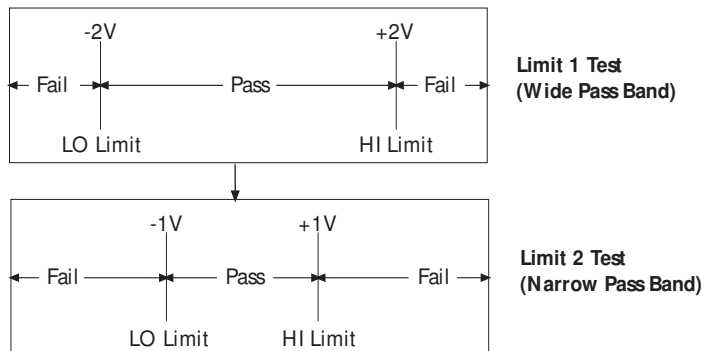 -2V +2V
Fail Pass Fail
LO Limit HI Limit
Limit 1 Test
(Wide Pass Band)
-1V +1V
Fail Pass Fail
LO Limit HI Limit
Limit 2 Test
(Narrow Pass Band)